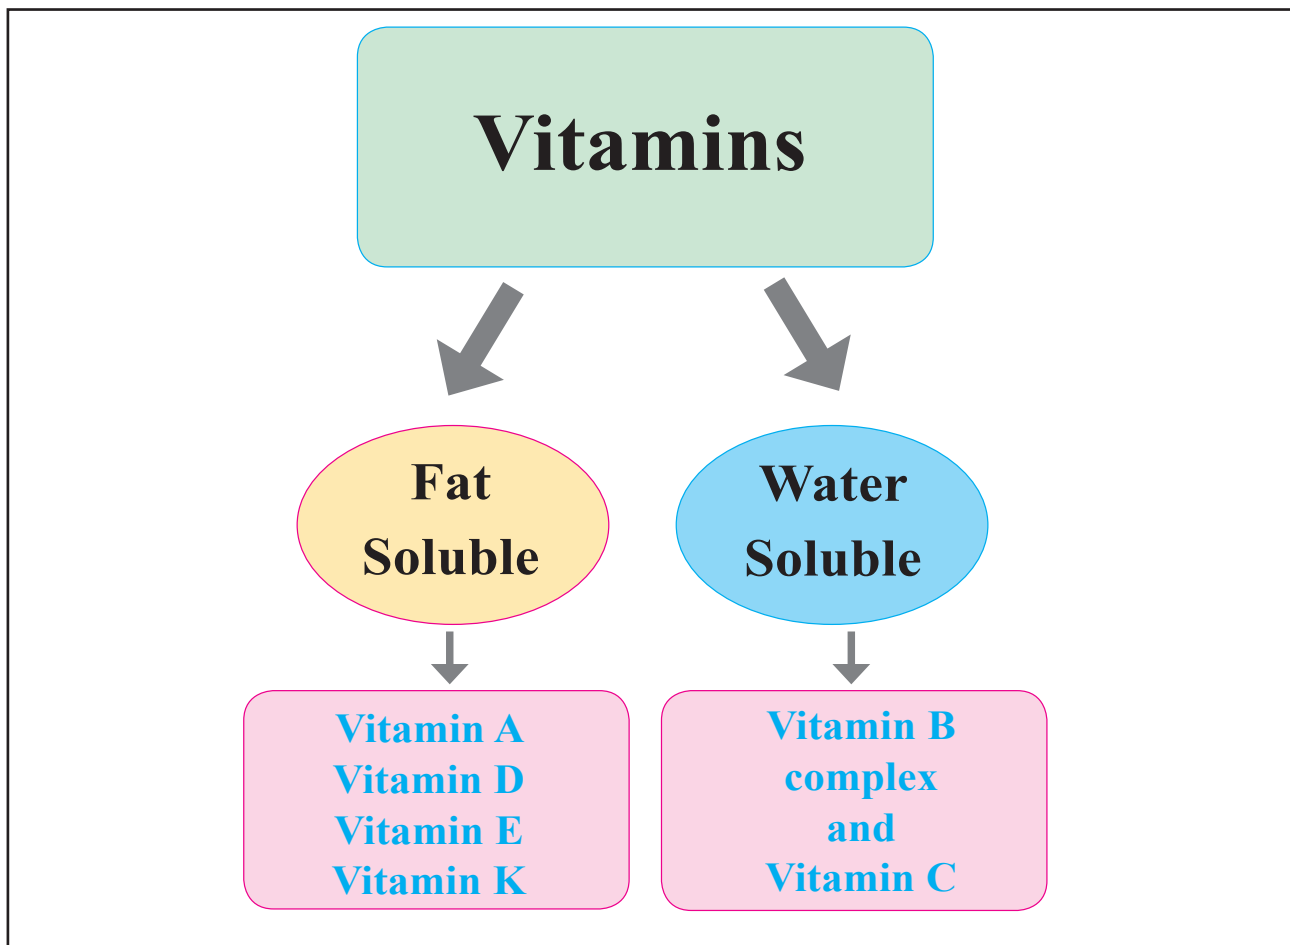 Vitamins
Fat
Soluble
Water
Soluble
Vitamin A
Vitamin D
Vitamin E
Vitamin K
Vitamin B
complex
and
Vitamin C